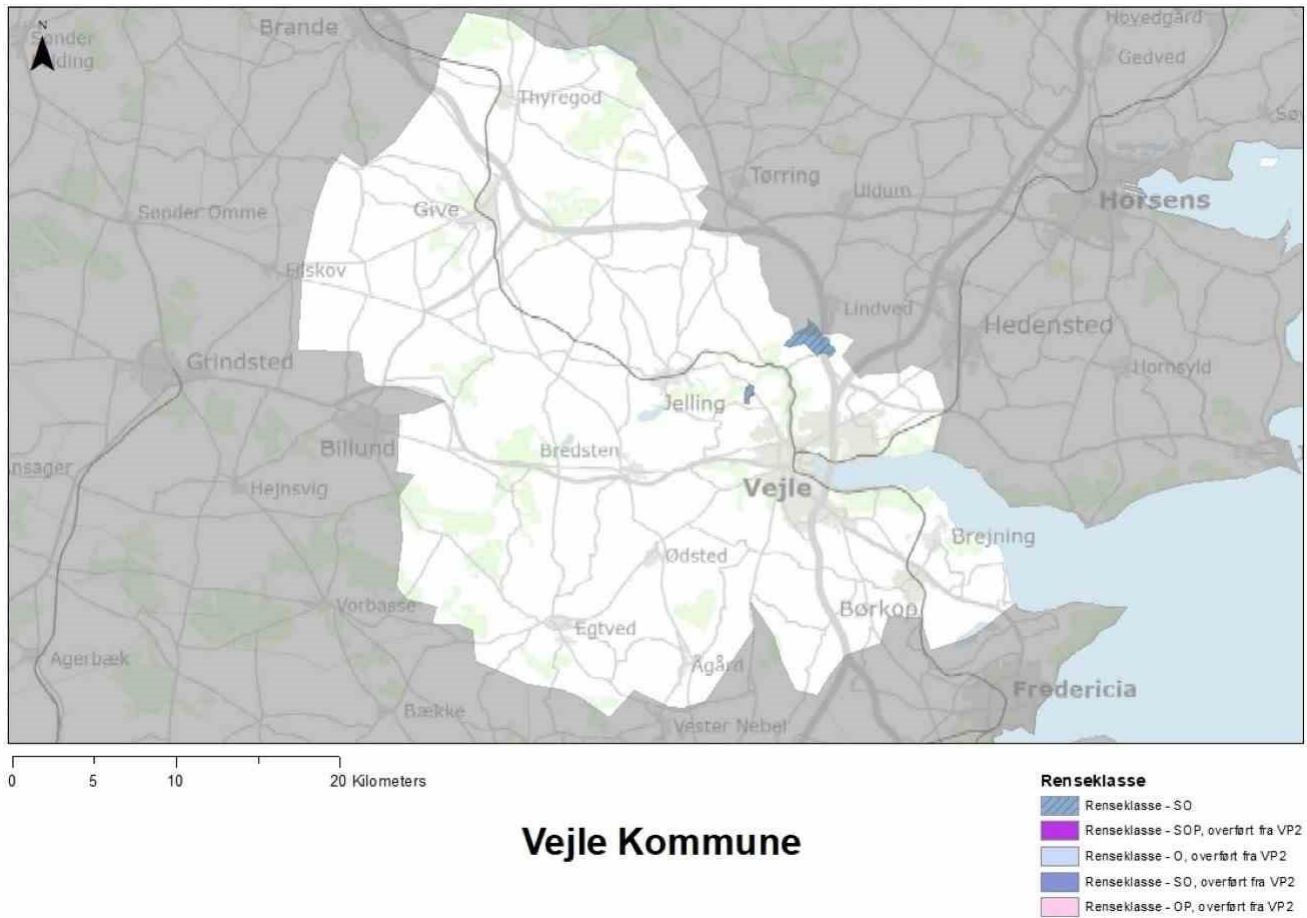 N
Sønder
Brande
Hovedgård
Gedved
Thyregod
Tørring
Uldum
Horsens
Sønder Omme
Give
Filskov
Lindved
Hedensted
Grindsted
Hornsyld
Jelling
Billund
Bredsten
Vejle
Hejnsvig
Brejning
Ødsted
Vorbasse
Børkop
Egtved
Agerbæk
Ågård
Fredericia
Bække
Vester Nebel
0 5 10 20 Kilometers
Vejle Kommune
Renseklasse
Renseklasse - SO
Renseklasse - SOP, overført fra VP2
Renseklasse - O, overført fra VP2
Renseklasse - SO, overført fra VP2
Renseklasse - OP, overført fra VP2